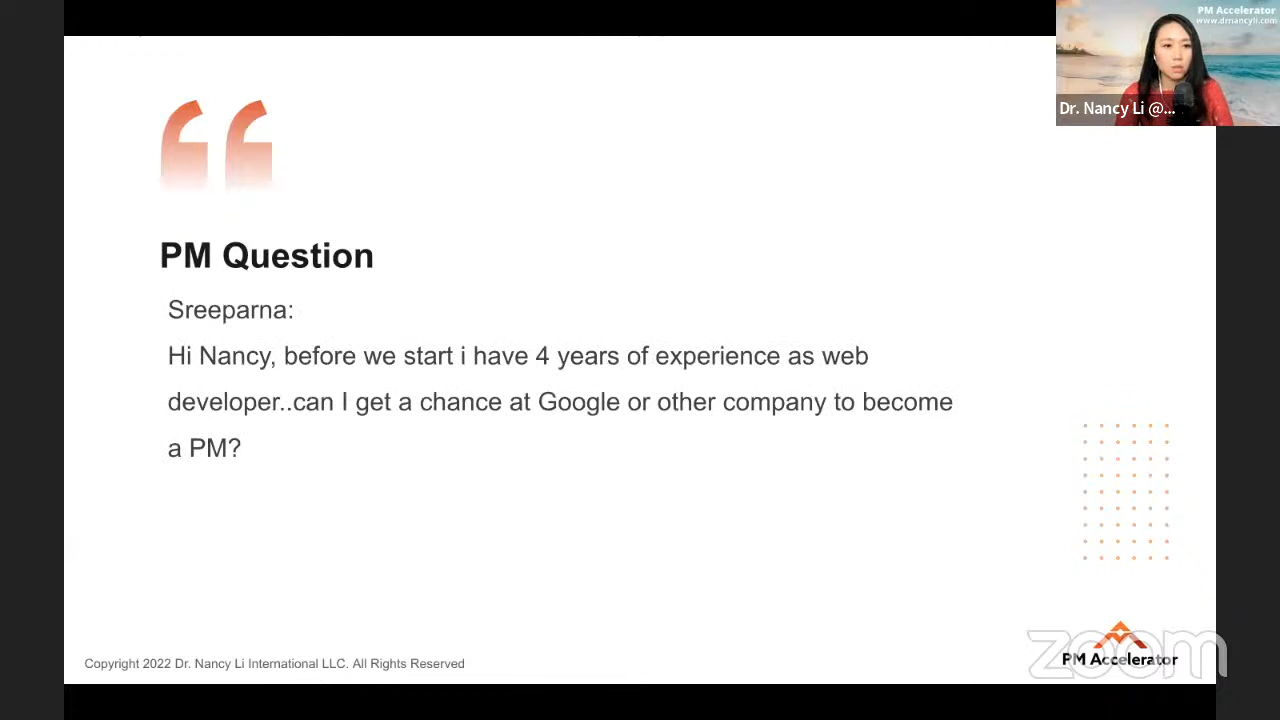 PM Accelerator
www.drnancyli.com
Dr. Nancy Li @...
PM Question
Sreeparna:
Hi Nancy, before we start i have 4 years of experience as web
developer..can I get a chance at Google or other company to become
a PM?
zoom
PM Accelerator
Copyright 2022 Dr. Nancy Li International LLC. All Rights Reserved